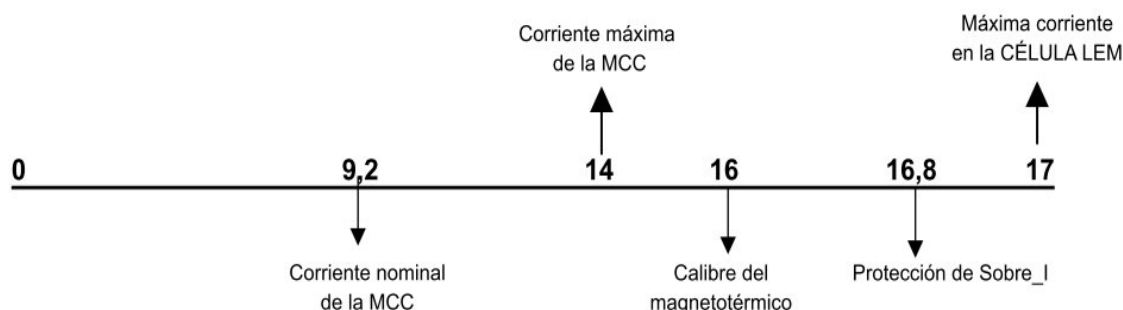 Corriente máxima
de la MCC
Máxima corriente
en la CÉLULA LEM
0 9,2 14 16 16,8 17
Corriente nominal
de la MCC
Calibre del
magnetotérmico
Protección de Sobre_I